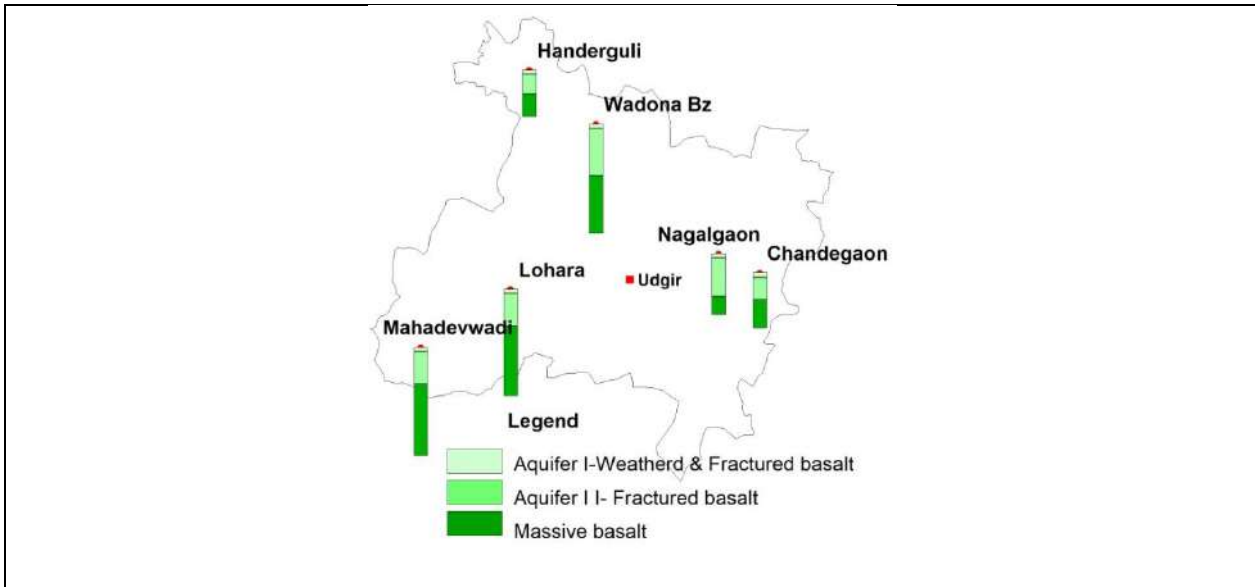 Handerguli
Wadona Bz
Nagalgaon
Chandegaon
Lohara
Udgir
Mahadevwadi
Legend
Aquifer I-Weatherd & Fractured basalt
Aquifer I I- Fractured basalt
Massive basalt